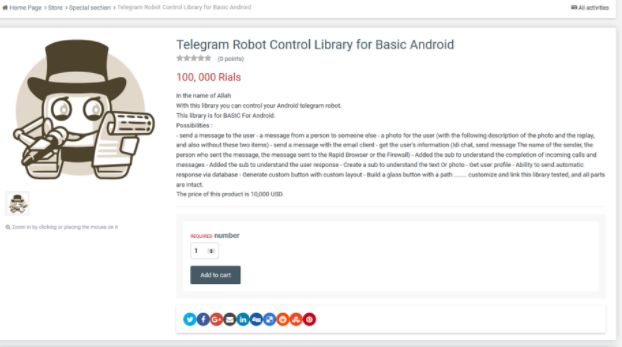 Home Page > Store > Special section > Telegram Robot Control Library for Basic Android
All activities
Telegram Robot Control Library for Basic Android
(0 points)
100, 000 Rials
In the name of Allah
With this library you can control your Android telegram robot.
This library is for BASIC For Android.
Possibilities :
- send a message to the user - a message from a person to someone else - a photo for the user (with the following description of the photo and the replay,
and also without these two items) - send a message with the email client - get the user's information (Idi chat, send message The name of the sender, the
person who sent the message, the message sent to the Rapid Browser or the Firewall) - Added the sub to understand the completion of incoming calls and
messages - Added the sub to understand the user response - Create a sub to understand the text Or photo - Get user profile - Ability to send automatic
response via database - Generate custom button with custom layout - Build a glass button with a path ........ customize and link this library tested, and all parts
are intact.
The price of this product is 10,000 USD.
Zoom in by clicking or placing the mouse on it
REQUIRED number
1
Add to cart